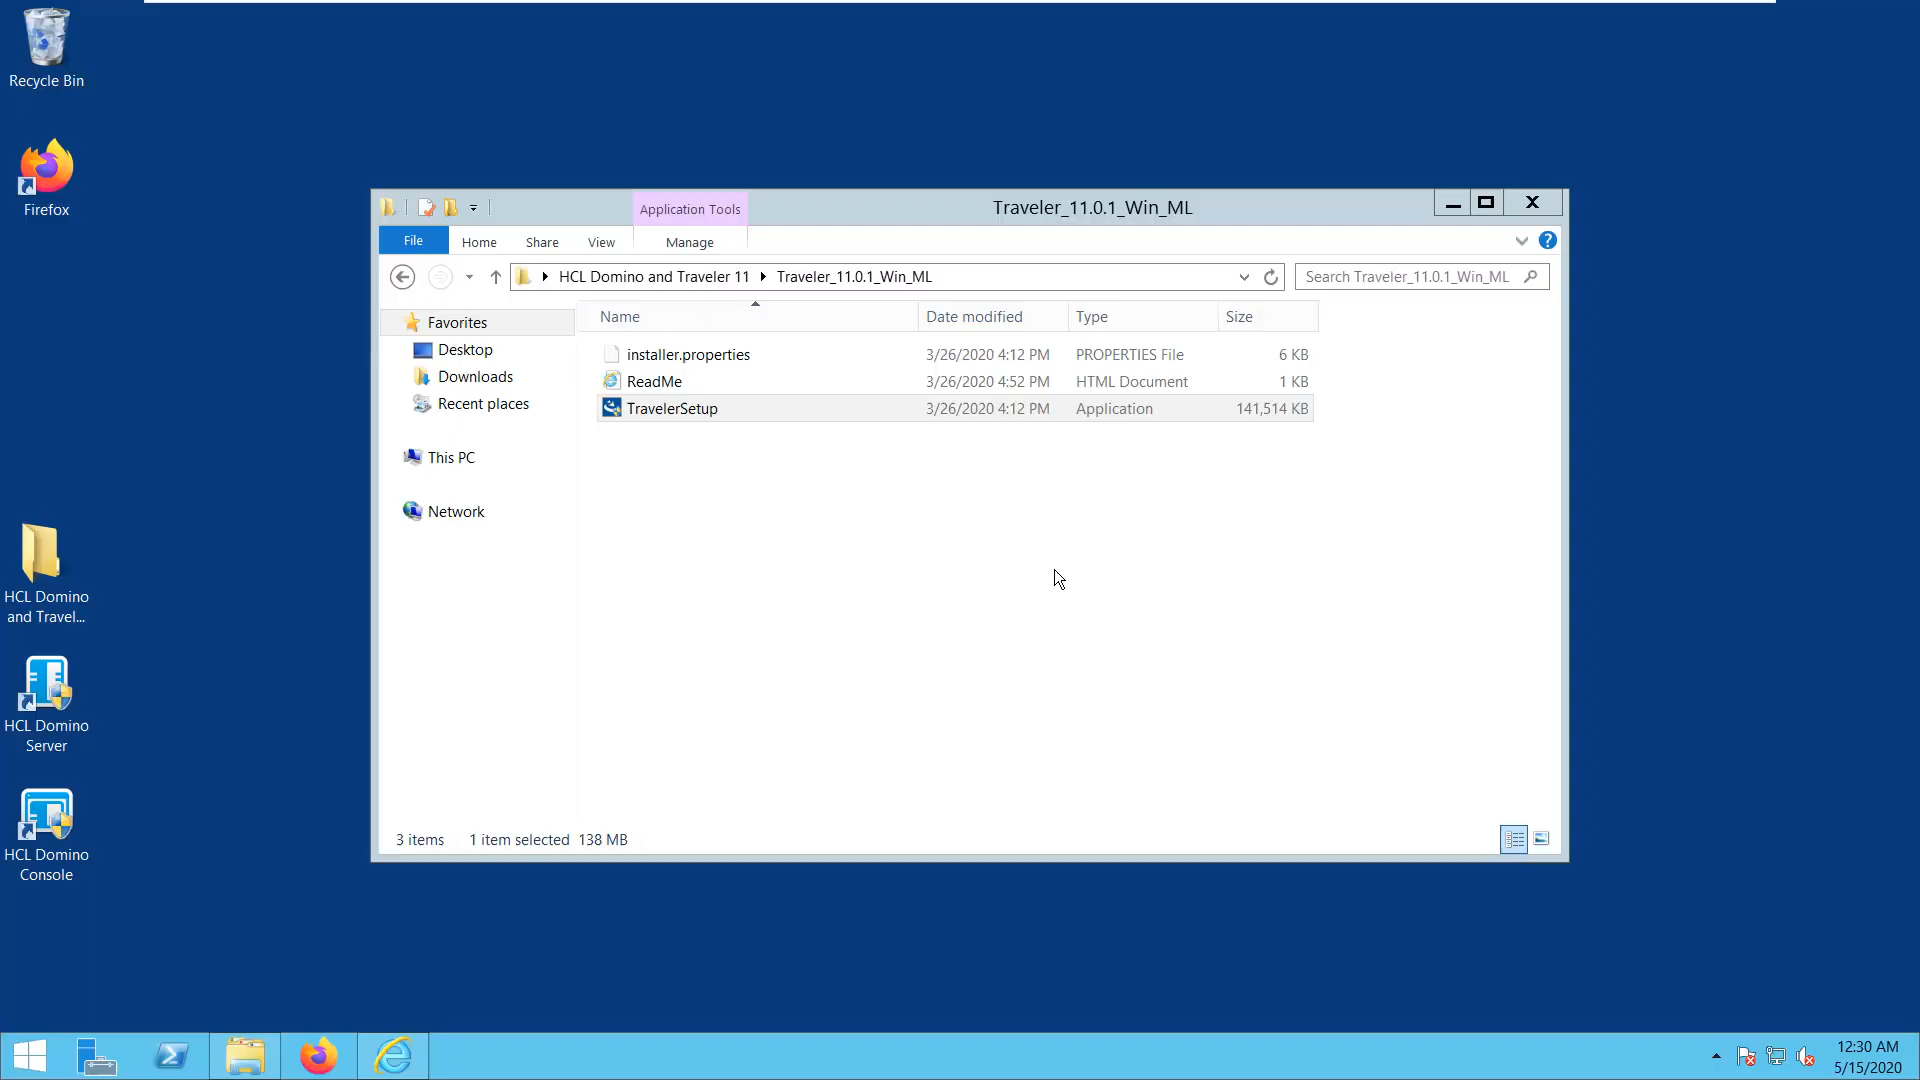 Recycle Bin
Firefox
HCL Domino
and Travel...
HCL Domino
Server
HCL Domino
Console
Application Tools
Traveler_11.0.1_Win_ML
File Home Share View Manage
HCL Domino and Traveler 11 Traveler_11.0.1_Win_ML
Search Traveler_11.0.1_Win_ML
Favorites
Desktop
Downloads
Recent places
This PC
Network
Name Date modified Type Size
installer.properties 3/26/2020 4:12 PM PROPERTIES File 6 KB
ReadMe 3/26/2020 4:52 PM HTML Document 1 KB
TravelerSetup 3/26/2020 4:12 PM Application 141,514 KB
3 items 1 item selected 138 MB
12:30 AM
5/15/2020